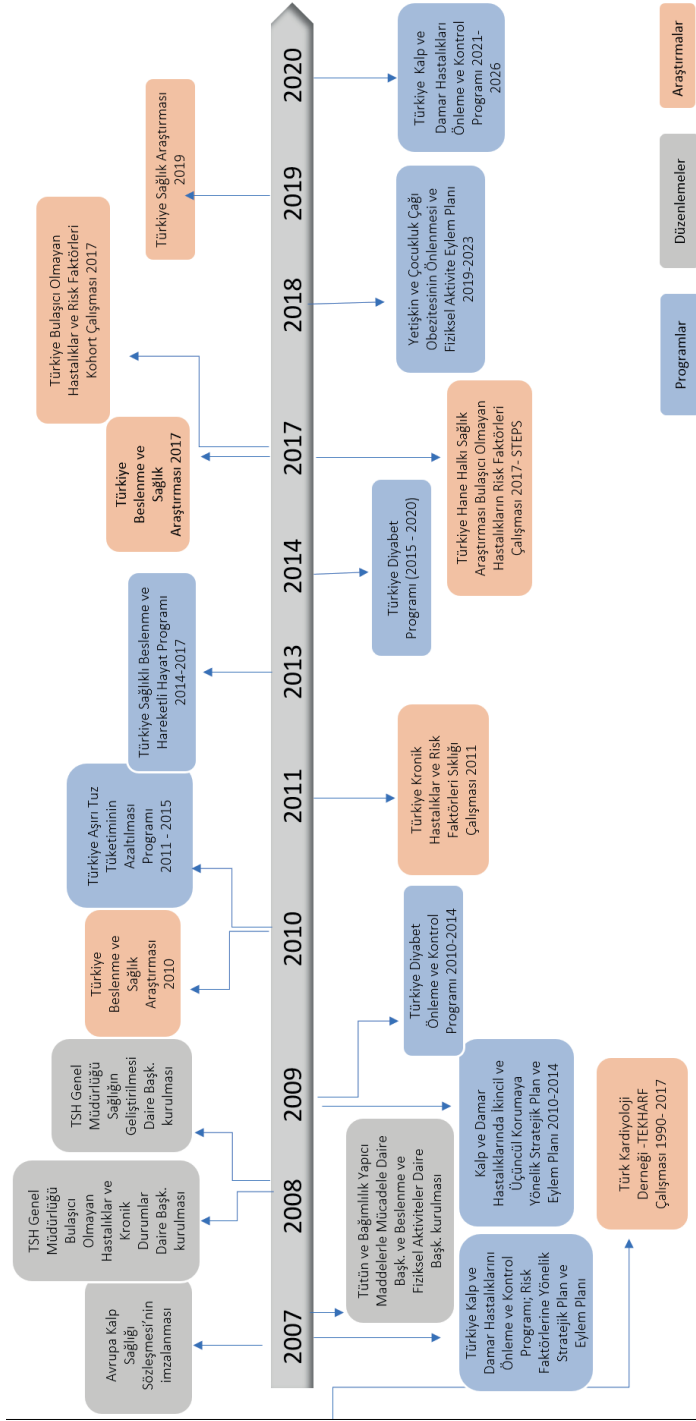 Avrupa Kalp
Sağlığı
Sözleşmesi’nin
imzalanması
TSH Genel
Müdürlüğü
Bulaşıcı
Olmayan
Hastalıklar ve
Kronik
Durumlar
Daire Başk.
kurulması
TSH Genel
Müdürlüğü
Sağlığın
Geliştirilmesi
Daire Başk.
kurulması
Türkiye
Beslenme ve
Sağlık
Araştırması
2010
Türkiye Aşırı Tuz
Tüketiminin
Azaltılması
Programı
2011 - 2015
Türkiye Sağlıklı Beslenme ve
Hareketli Hayat Programı
2014-2017
Türkiye
Beslenme ve
Sağlık
Araştırması 2017
Türkiye Bulaşıcı Olmayan
Hastalıklar ve Risk Faktörleri
Kohort Çalışması 2017
Türkiye Sağlık Araştırması
2019
2007
2008
2009
2010
2011
2013
2014
2017
2018
2019
2020
Türkiye Kalp ve
Damar Hastalıklarını
Önleme ve Kontrol
Programı; Risk
Faktörlerine Yönelik
Stratejik Plan ve
Eylem Planı
Tütün ve Bağımlılık Yapıcı
Maddelerle Mücadele Daire
Başk. ve Beslenme ve
Fiziksel Aktiviteler Daire
Başk. Kurulması
Türk Kardiyoloji
Derneği -TEKHARF
Çalışması 1990- 2017
Kalp ve Damar
Hastalıklarında İkincil ve
Üçüncül Korumaya
Yönelik Stratejik Plan ve
Eylem Planı 2010-2014
Türkiye Diyabet
Önleme ve Kontrol
Programı 2010-2014
Türkiye Kronik
Hastalıklar ve Risk
Faktörleri Sıklığı
Çalışması 2011
Türkiye Diyabet
Programı (2015 - 2020)
Türkiye Hane Halkı Sağlık
Araştırması Bulaşıcı Olmayan
Hastalıkların Risk Faktörleri
Çalışması 2017- STEPS
Yetişkin ve Çocukluk Çağı
Obezitesinin Önlenmesi ve
Fiziksel Aktivite Eylem Planı
2019-2023
Türkiye Kalp ve
Damar Hastalıkları
Önleme ve Kontrol
Programı 2021-
2026
Programlar
Düzenlemeler
Araştırmalar